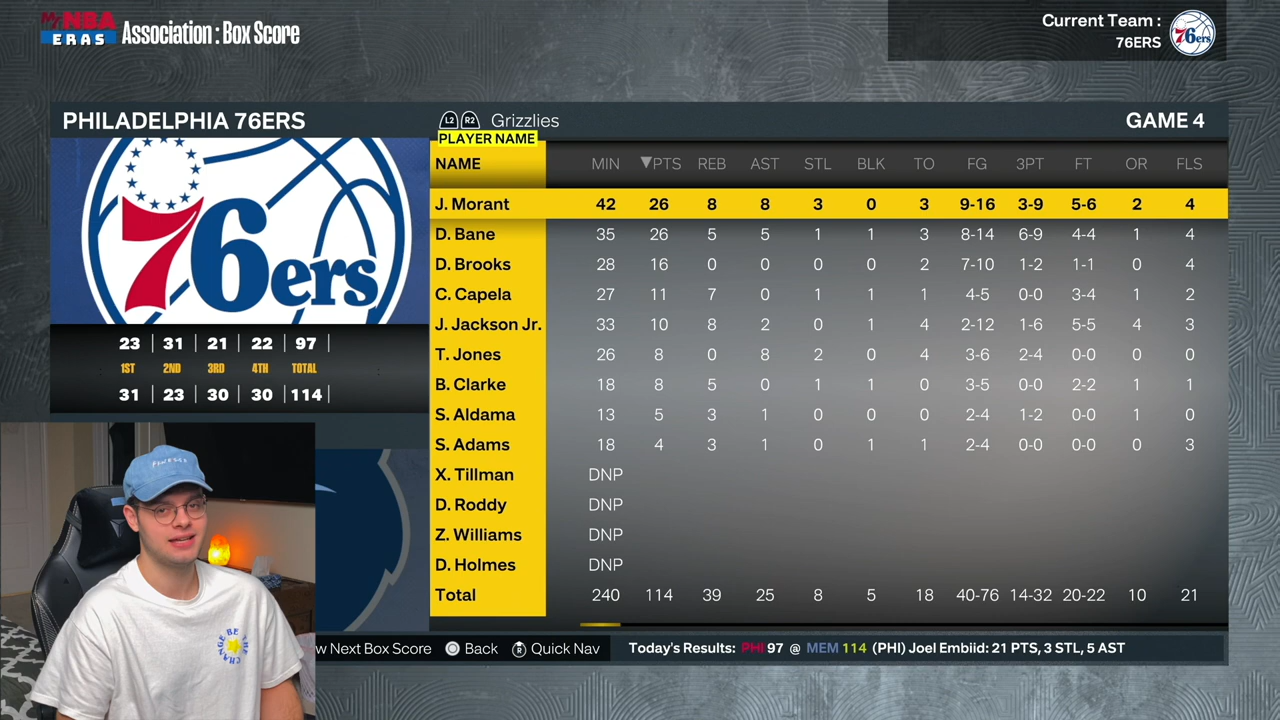 MyNBA
ERAS
Association : Box Score
Current Team :
76ERS
76ers
PHILADELPHIA 76ERS
L2 R2 Grizzlies
GAME 4
PLAYER NAME
NAME MIN ▼PTS REB AST STL BLK TO FG 3PT FT OR FLS
J. Morant 42 26 8 8 3 0 3 9-16 3-9 5-6 2 4
D. Bane 35 26 5 5 1 1 3 8-14 6-9 4-4 1 4
D. Brooks 28 16 0 0 0 0 2 7-10 1-2 1-1 0 4
C. Capela 27 11 7 0 1 1 1 4-5 0-0 3-4 1 2
J. Jackson Jr. 33 10 8 2 0 1 4 2-12 1-6 5-5 4 3
T. Jones 26 8 0 8 2 0 4 3-6 2-4 0-0 0 0
B. Clarke 18 8 5 0 1 1 0 3-5 0-0 2-2 1 1
S. Aldama 13 5 3 1 0 0 0 2-4 1-2 0-0 1 0
S. Adams 18 4 3 1 0 1 1 2-4 0-0 0-0 0 3
X. Tillman DNP
D. Roddy DNP
Z. Williams DNP
D. Holmes DNP
Total 240 114 39 25 8 5 18 40-76 14-32 20-22 10 21
76ers
23 | 31 | 21 | 22 | 97 |
1ST 2ND 3RD 4TH TOTAL
31 | 23 | 30 | 30 | 114 |
CHANGE BE THE
w Next Box Score Back R Quick Nav
Today's Results: PHI 97 @ MEM 114 (PHI) Joel Embiid: 21 PTS, 3 STL, 5 AST